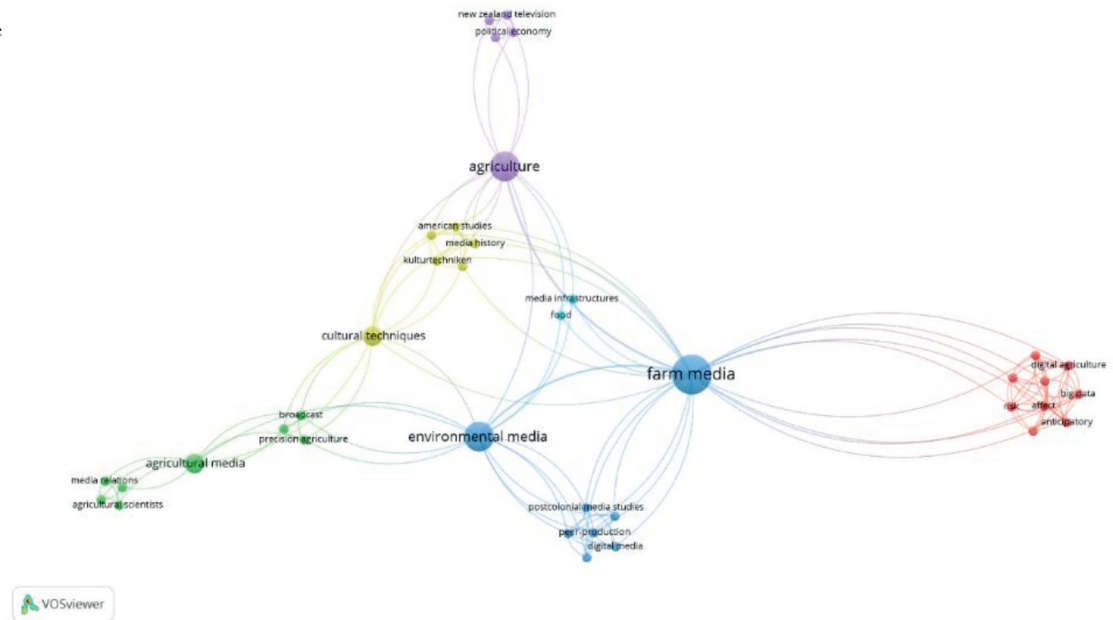 e
new zealand television
political economy
agriculture
american studies
media history
kulturtechniken
media infrastructures
food
cultural techniques
farm media
digital agriculture
big data
risk
affect
anticipatory
broadcast
precision agriculture
environmental media
agricultural media
media relations
agricultural scientists
postcolonial media studies
peer-production
digital media
VOSviewer